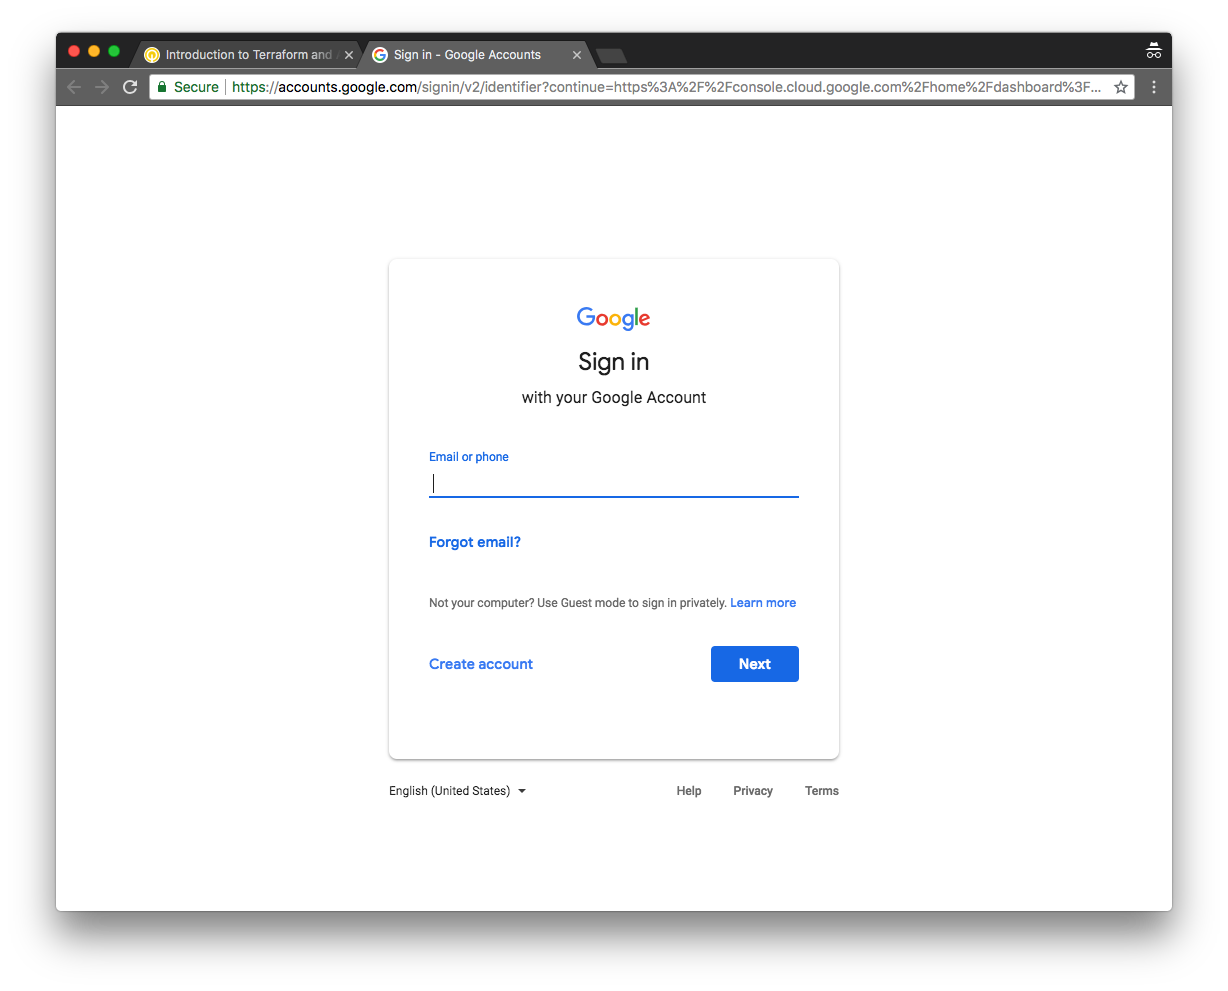 Introduction to Terraform and
Sign in - Google Accounts
Secure
https://accounts.google.com/signin/v2/identifier?continue=https%3A%2F%2Fconsole.cloud.google.com%2Fhome%2Fdashboard%3F...
Google
Sign in
with your Google Account
Email or phone
Forgot email?
Not your computer? Use Guest mode to sign in privately. Learn more
Create account
Next
English (United States)
Help
Privacy
Terms